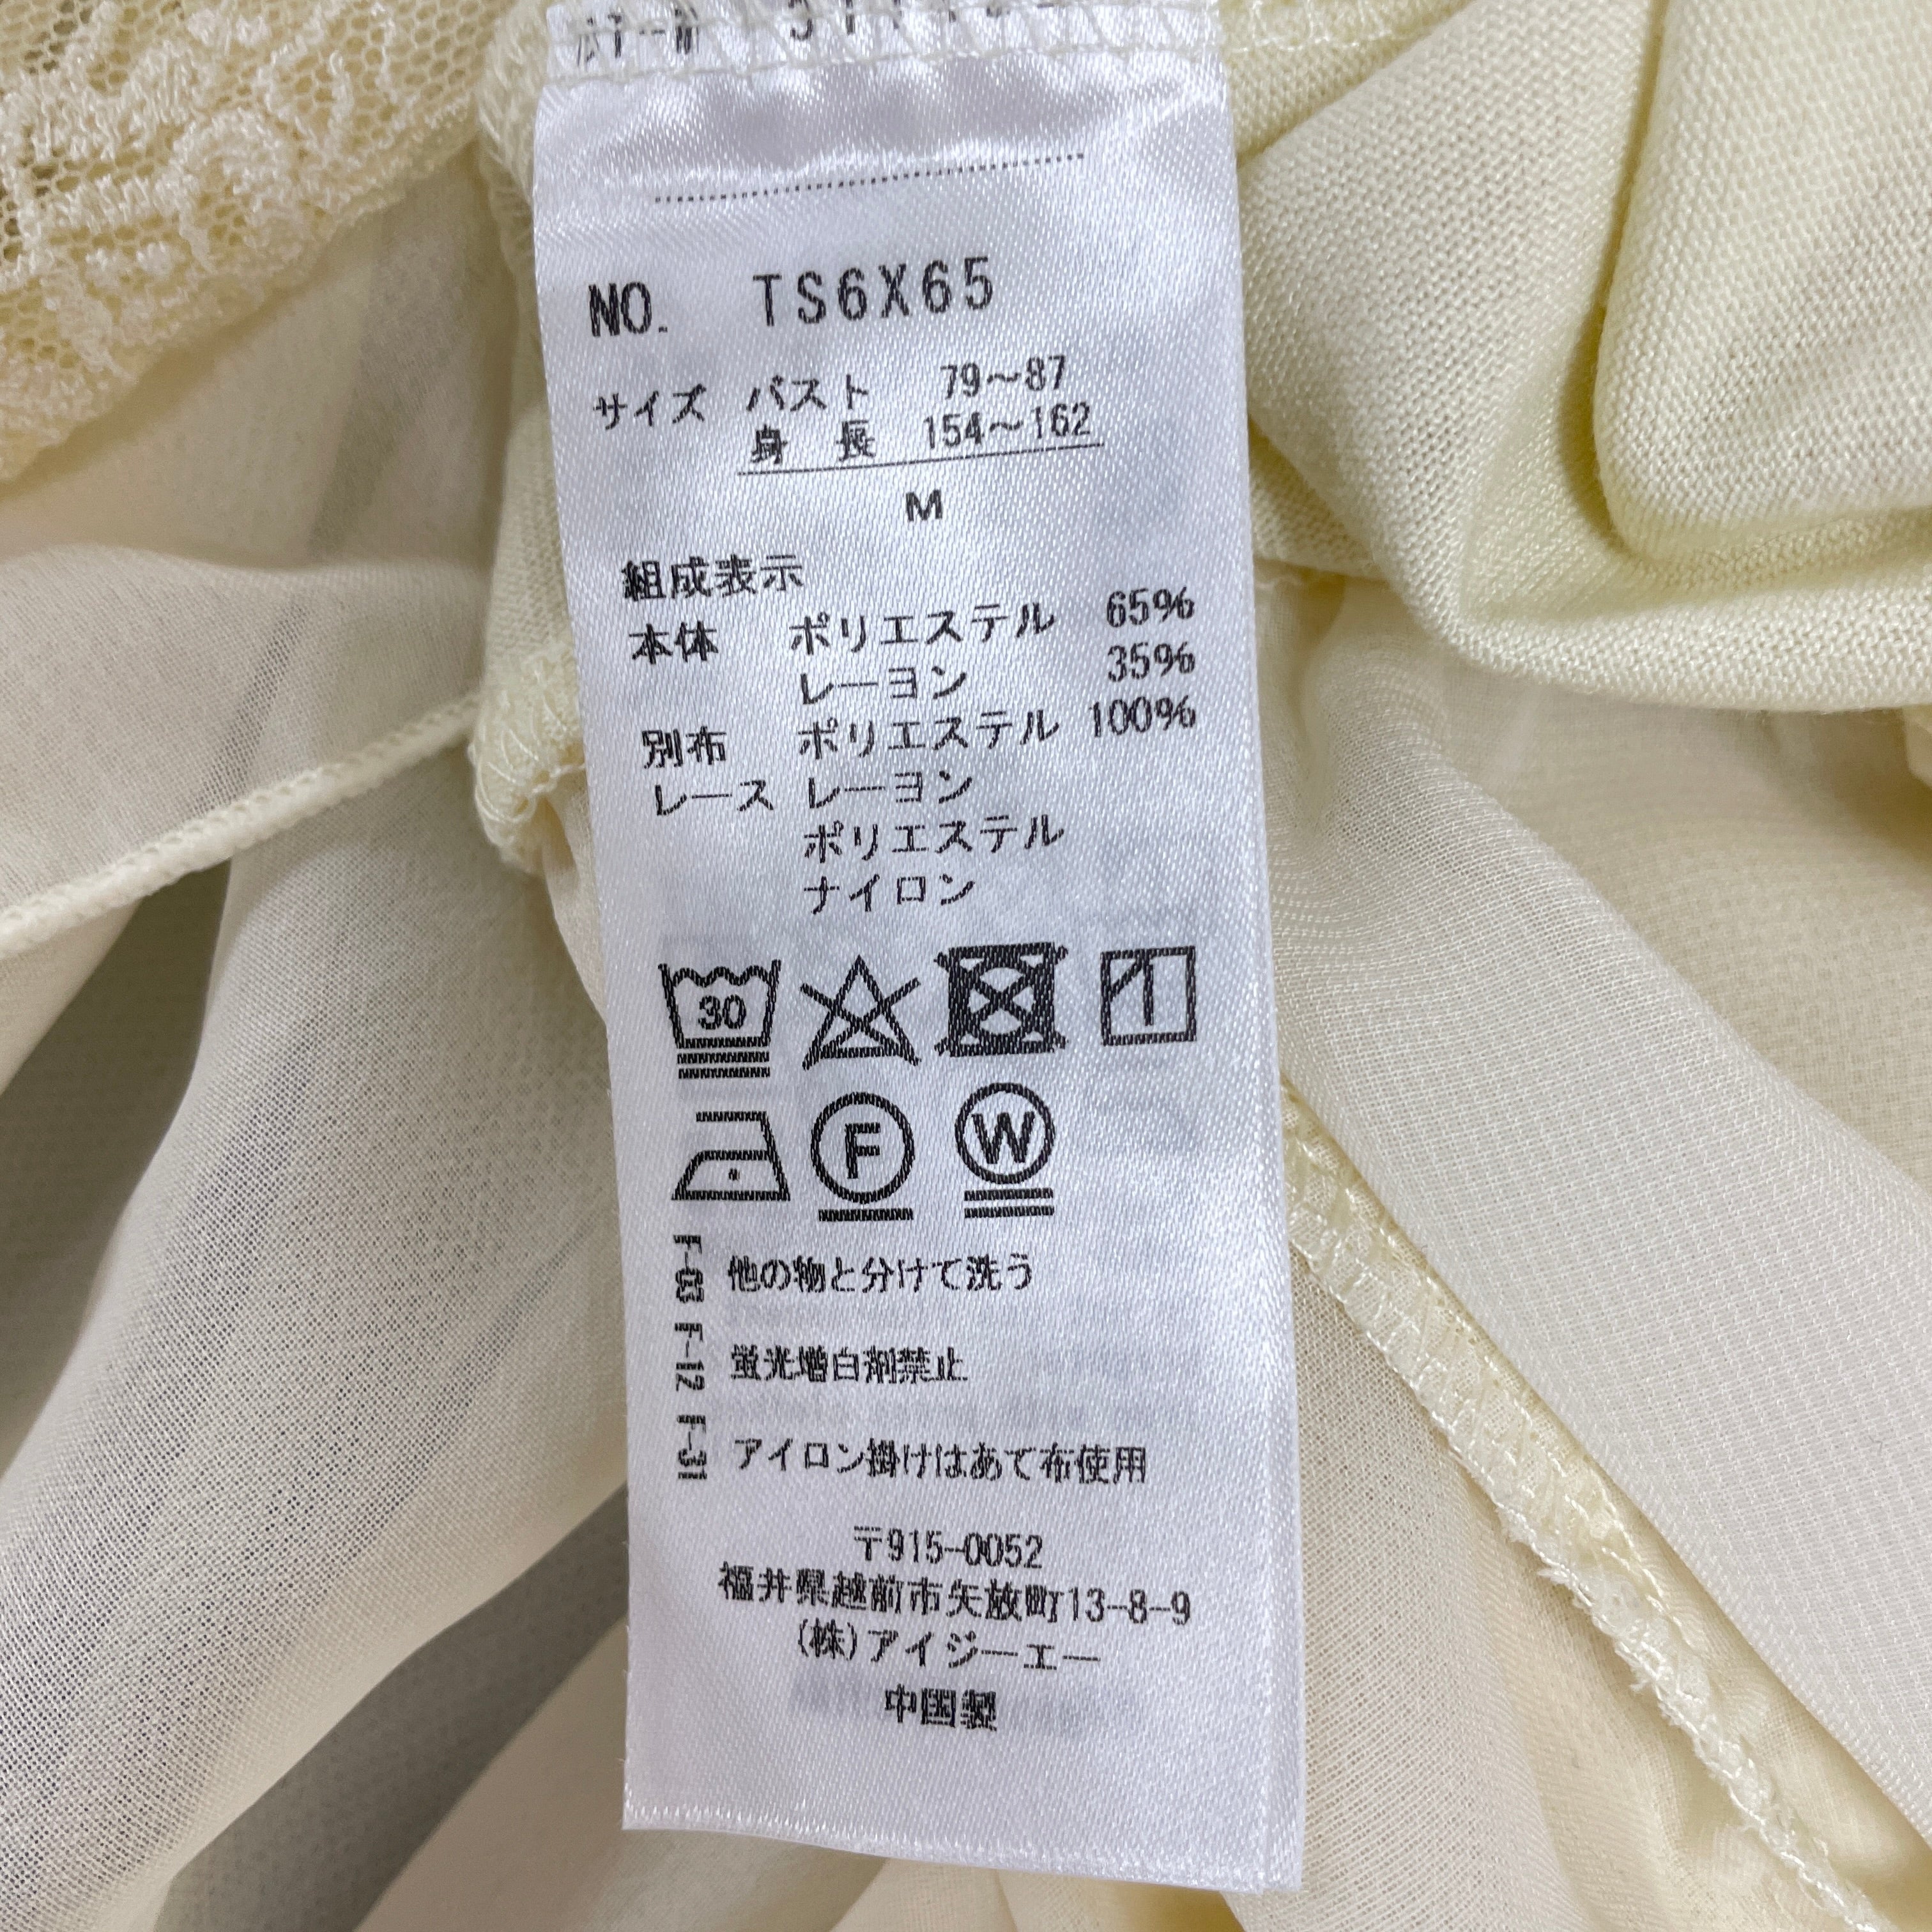 NO. TS6X65
サイズ バスト 79〜87
身 長 154〜162
M
組成表示
本体 ポリエステル 65%
レーヨン 35%
別布 ポリエステル 100%
レース レーヨン
ポリエステル
ナイロン
30
F W
F-03 他の物と分けて洗う
F-12 蛍光増白剤禁止
F-31 アイロン掛けはあて布使用
〒915-0052
福井県越前市矢放町13-8-9
(株)アイジーエー
中国製